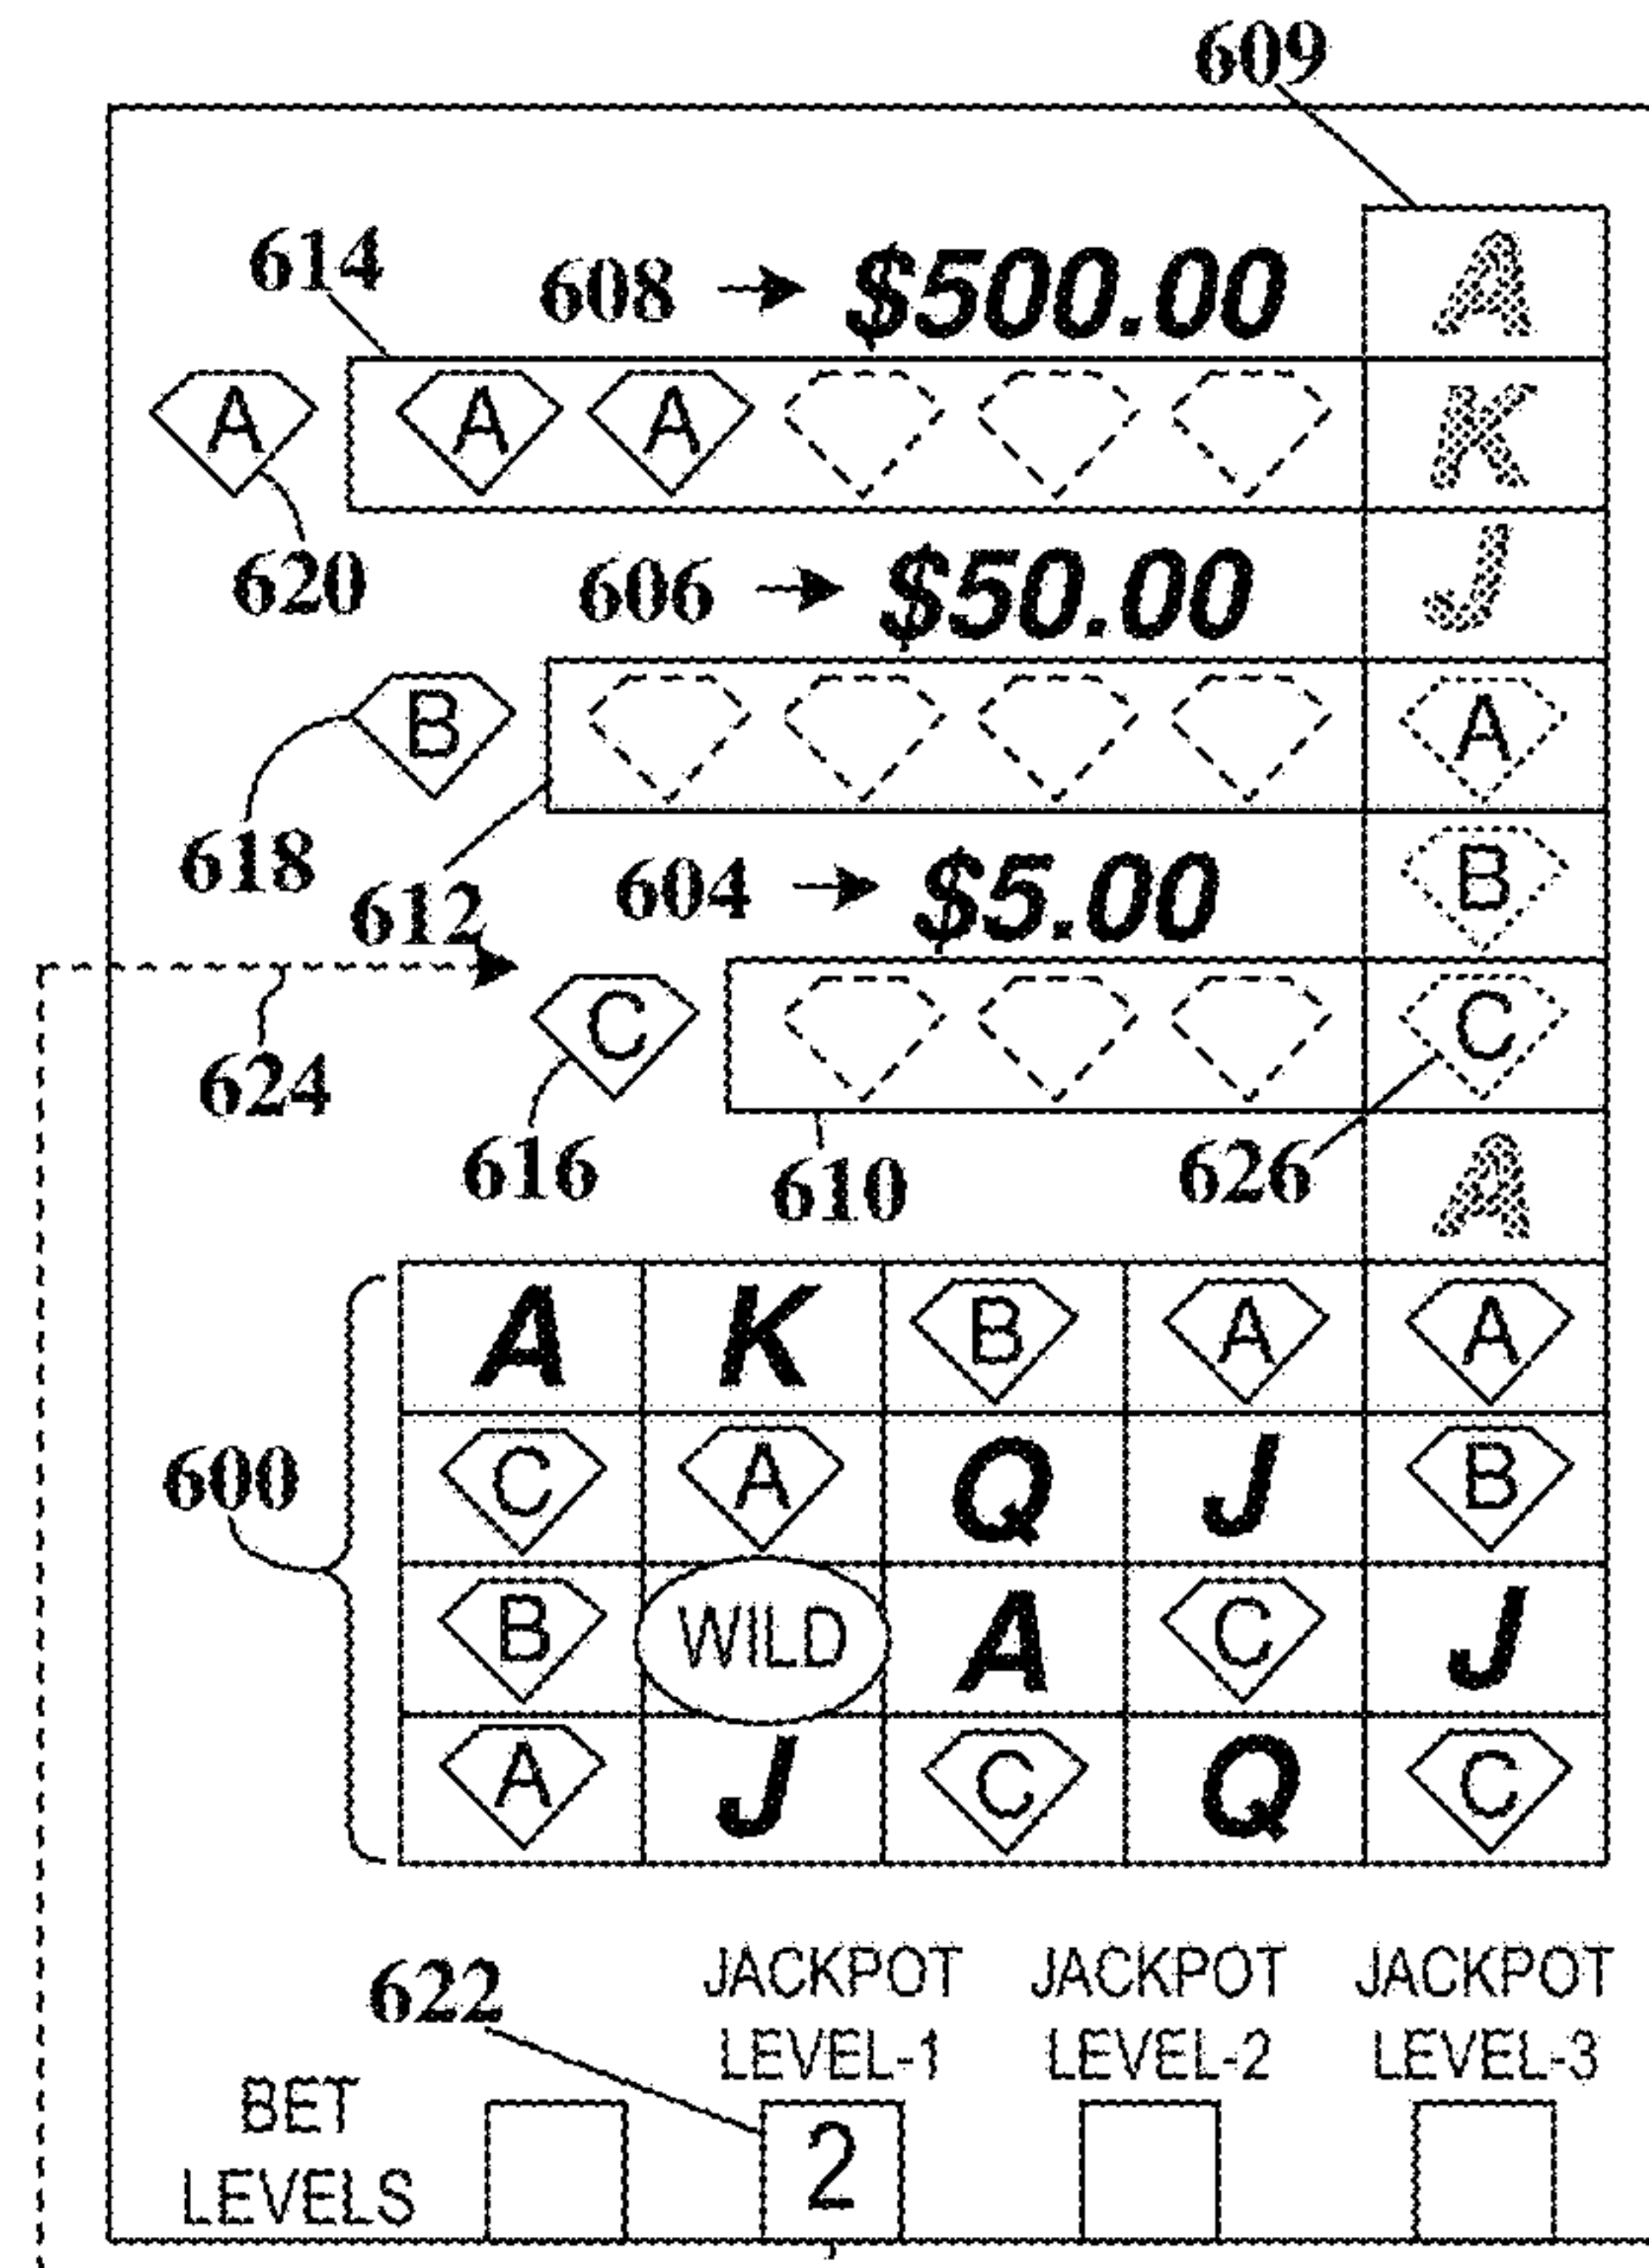 609
614 608 $500.00 A
A A A K
620 606 $50.00 J
B A
618 612 604 $5.00 B
C C
624 616 610 626 A
A K B A A
600 C A Q J B
B WILD A C J
A J C Q C
622 JACKPOT JACKPOT JACKPOT
LEVEL-1 LEVEL-2 LEVEL-3
BET
LEVELS 2